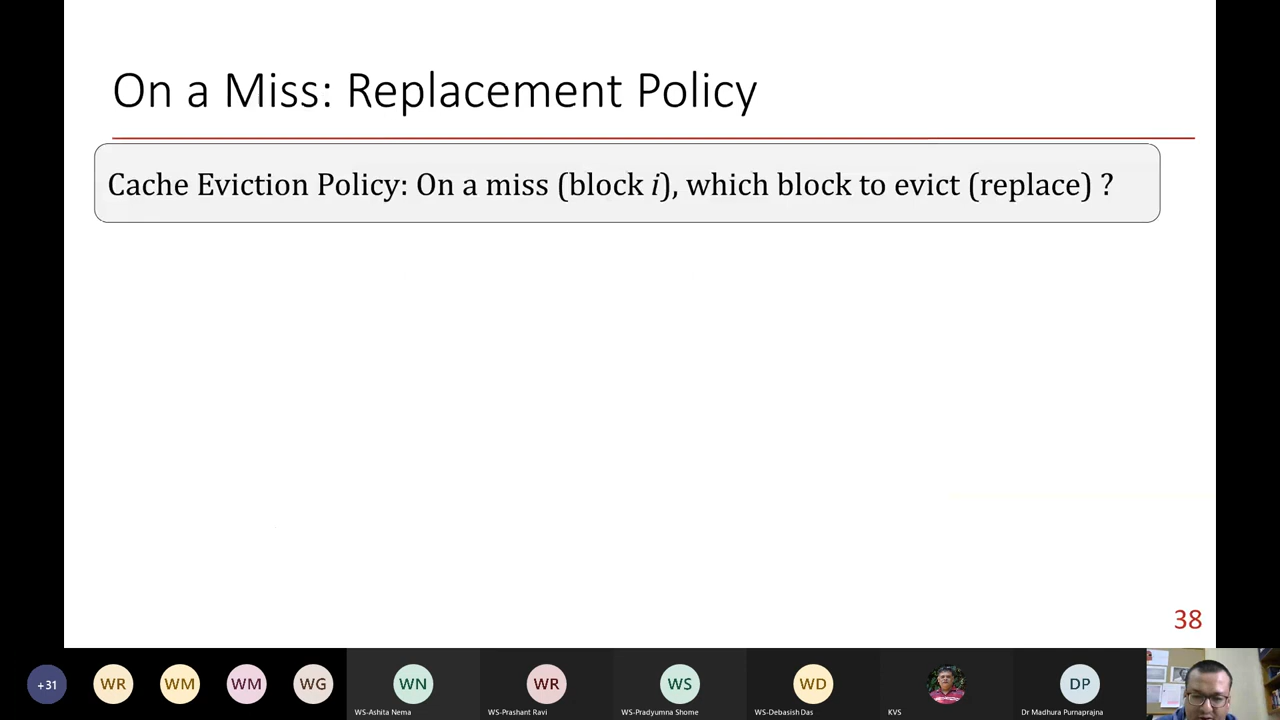 On a Miss: Replacement Policy
Cache Eviction Policy: On a miss (block i), which block to evict (replace) ?
38
+31
WR
WM
WM
WG
WN
WR
WS
WD
DP
WS-Ashita Nema
WS-Prashant Ravi
WS-Pradyumna Shome
WS-Debasish Das
KVS
Dr Madhura Purnaprajna